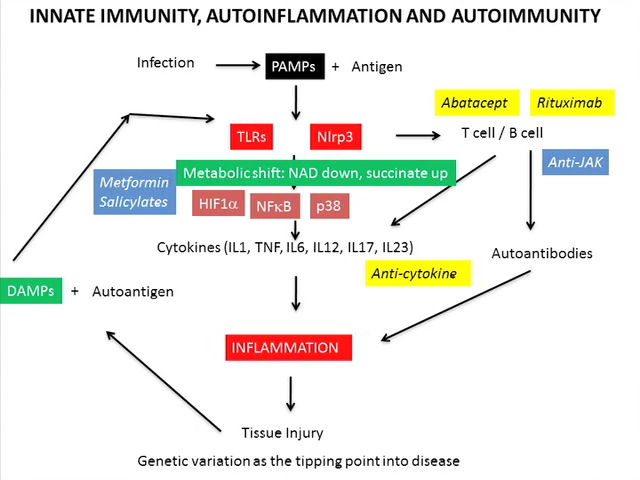 INNATE IMMUNITY, AUTOINFLAMMATION AND AUTOIMMUNITY
Infection
PAMPs + Antigen
Abatacept
Rituximab
TLRs
Nlrp3
T cell / B cell
Anti-JAK
Metabolic shift: NAD down, succinate up
Metformin
Salicylates
HIF1α
NFκB
p38
Cytokines (IL1, TNF, IL6, IL12, IL17, IL23)
Autoantibodies
Anti-cytokine
DAMPs + Autoantigen
INFLAMMATION
Tissue Injury
Genetic variation as the tipping point into disease